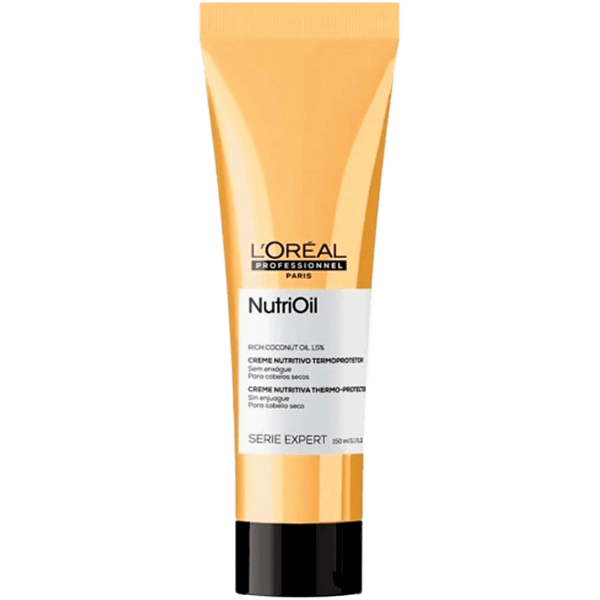 L'ORÉAL
PROFESSIONNEL
PARIS
NutriOil
RICH COCONUT OIL 1,5%
CREME NUTRITIVO TERMOPROTETOR
Sem enxágue
Para cabelos secos
CREME NUTRITIVA THERMO-PROTECTOR
Sin enjuague
Para cabello seco
SERIE EXPERT 150 ml